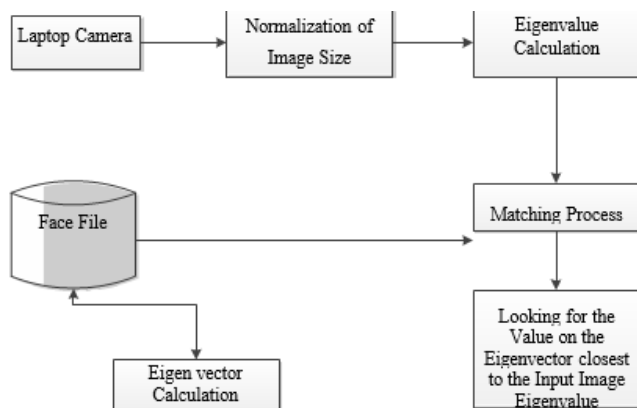 Laptop Camera
Normalization of
Image Size
Eigenvalue
Calculation
Face File
Matching Process
Eigen vector
Calculation
Looking for the
Value on the
Eigenvector closest
to the Input Image
Eigenvalue